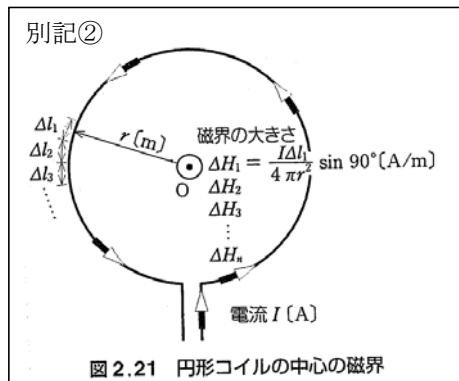 別記②
Δl₁
Δl₂
Δl₃
r〔m〕
O
磁界の大きさ
ΔH₁ = IΔl₁ / 4πr² sin 90°〔A/m〕
ΔH₂
ΔH₃
⋮
ΔHₙ
電流 I〔A〕
図 2.21 円形コイルの中心の磁界